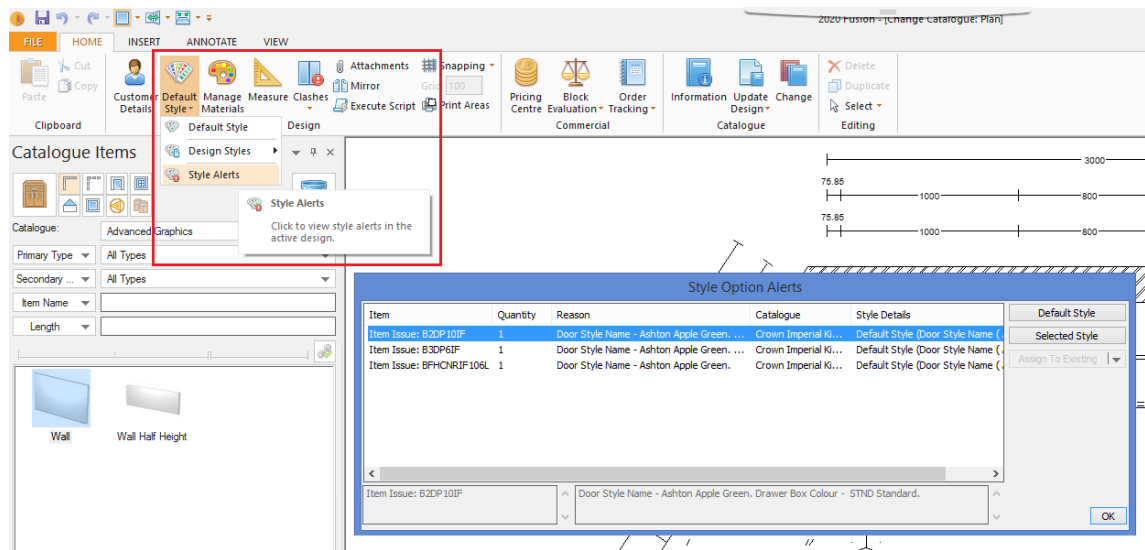 2020 Fusion - [Change Catalogue: Plan]
FILE HOME INSERT ANNOTATE VIEW
Paste
Cut
Copy
Clipboard
Customer Details
Default Style
Manage Materials
Measure
Clashes
Attachments
Mirror
Execute Script
Snapping
Grid 100
Print Areas
Design
Pricing Centre
Block Evaluation
Order Tracking
Commercial
Information
Update Design
Change
Catalogue
Delete
Duplicate
Select
Editing
Default Style
Design Styles
Style Alerts
Style Alerts
Click to view style alerts in the
active design.
Catalogue Items
Catalogue: Advanced Graphics
Primary Type All Types
Secondary ... All Types
Item Name
Length
Wall
Wall Half Height
3000
75.85
1000 800
75.85
1000 800
Style Option Alerts
Item Quantity Reason Catalogue Style Details
Item Issue: B2DP10IF 1 Door Style Name - Ashton Apple Green. ... Crown Imperial Ki... Default Style (Door Style Name (
Item Issue: B3DP6IF 1 Door Style Name - Ashton Apple Green. ... Crown Imperial Ki... Default Style (Door Style Name (
Item Issue: BFHCNRIF106L 1 Door Style Name - Ashton Apple Green. Crown Imperial Ki... Default Style (Door Style Name (
Default Style
Selected Style
Assign To Existing
Item Issue: B2DP10IF
Door Style Name - Ashton Apple Green. Drawer Box Colour - STND Standard.
OK